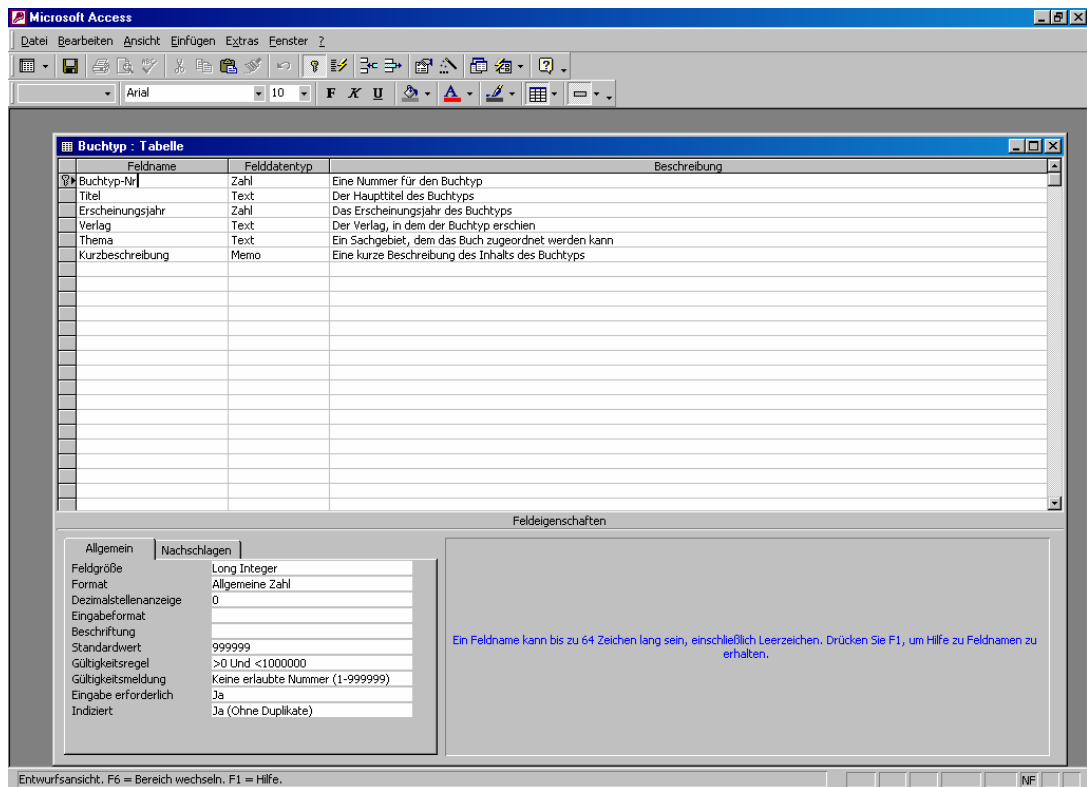 Microsoft Access
Datei Bearbeiten Ansicht Einfügen Extras Fenster ?
Arial 10 F K U A
Buchtyp : Tabelle
Feldname Felddatentyp Beschreibung
Buchtyp-Nr Zahl Eine Nummer für den Buchtyp
Titel Text Der Haupttitel des Buchtyps
Erscheinungsjahr Zahl Das Erscheinungsjahr des Buchtyps
Verlag Text Der Verlag, in dem der Buchtyp erschien
Thema Text Ein Sachgebiet, dem das Buch zugeordnet werden kann
Kurzbeschreibung Memo Eine kurze Beschreibung des Inhalts des Buchtyps
Feldeigenschaften
Allgemein Nachschlagen
Feldgröße Long Integer
Format Allgemeine Zahl
Dezimalstellenanzeige 0
Eingabeformat
Beschriftung
Standardwert 999999
Gültigkeitsregel >0 Und <1000000
Gültigkeitsmeldung Keine erlaubte Nummer (1-999999)
Eingabe erforderlich Ja
Indiziert Ja (Ohne Duplikate)
Ein Feldname kann bis zu 64 Zeichen lang sein, einschließlich Leerzeichen. Drücken Sie F1, um Hilfe zu Feldnamen zu
erhalten.
Entwurfsansicht. F6 = Bereich wechseln. F1 = Hilfe. NF